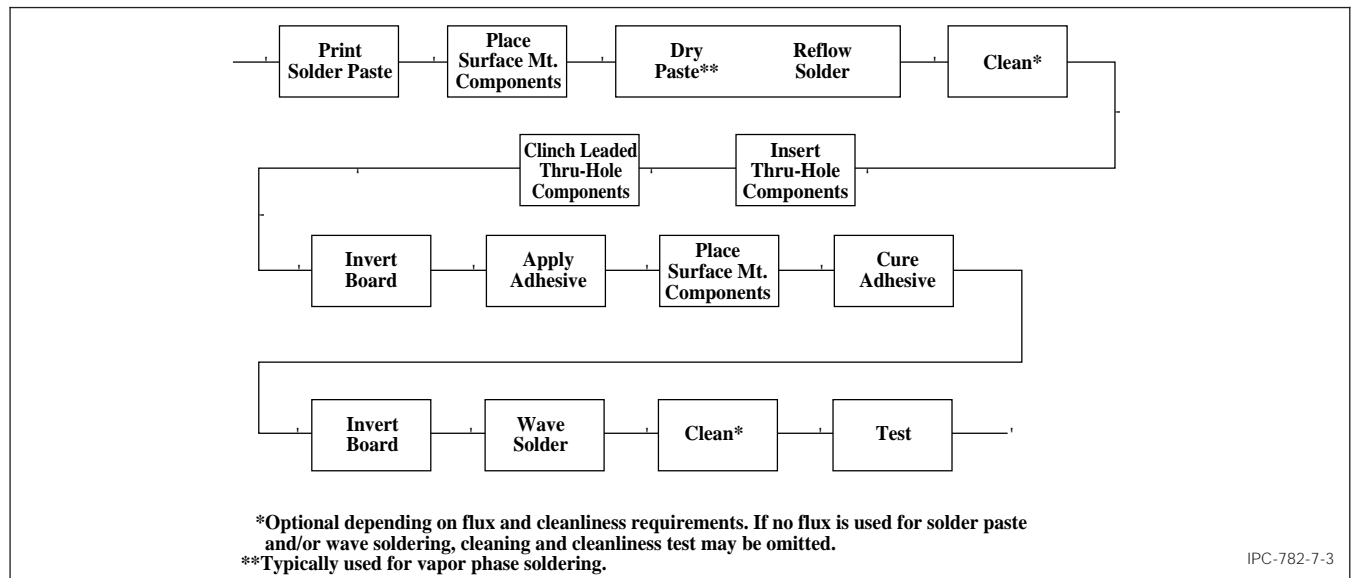 Print
Solder Paste
Place
Surface Mt.
Components
Dry
Paste**
Reflow
Solder
Clean*
Clinch Leaded
Thru-Hole
Components
Insert
Thru-Hole
Components
Invert
Board
Apply
Adhesive
Place
Surface Mt.
Components
Cure
Adhesive
Invert
Board
Wave
Solder
Clean*
Test
*Optional depending on flux and cleanliness requirements. If no flux is used for solder paste
and/or wave soldering, cleaning and cleanliness test may be omitted.
**Typically used for vapor phase soldering.
IPC-782-7-3